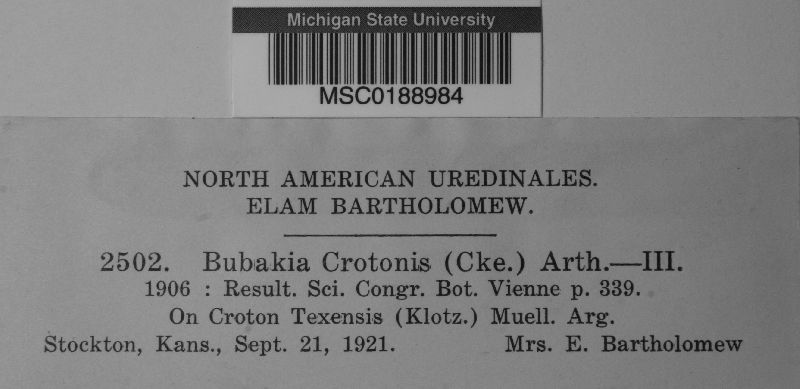 Michigan State University
MSC0188984
NORTH AMERICAN UREDINALES.
ELAM BARTHOLOMEW.
2502. Bubakia Crotonis (Cke.) Arth.—III.
1906 : Result. Sci. Congr. Bot. Vienne p. 339.
On Croton Texensis (Klotz.) Muell. Arg.
Stockton, Kans., Sept. 21, 1921. Mrs. E. Bartholomew